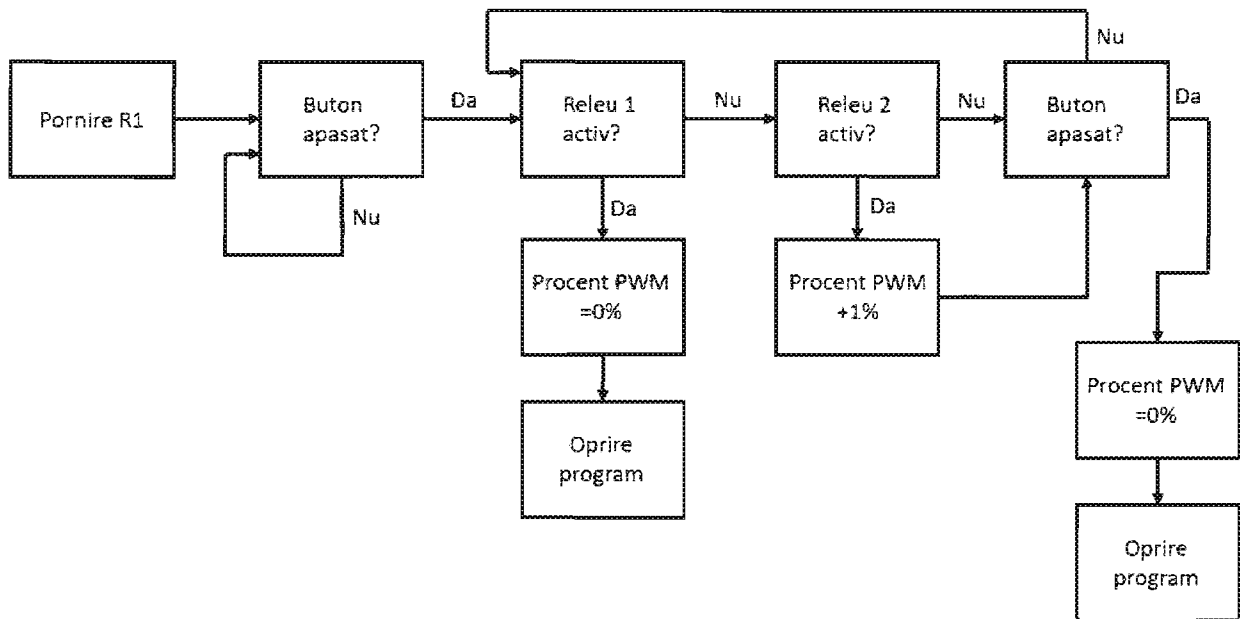 Nu
Pornire R1
Buton
apasat?
Da
Releu 1
activ?
Nu
Releu 2
activ?
Nu
Buton
apasat?
Da
Nu
Da
Da
Procent PWM
=0%
Procent PWM
+1%
Procent PWM
=0%
Oprire
program
Oprire
program